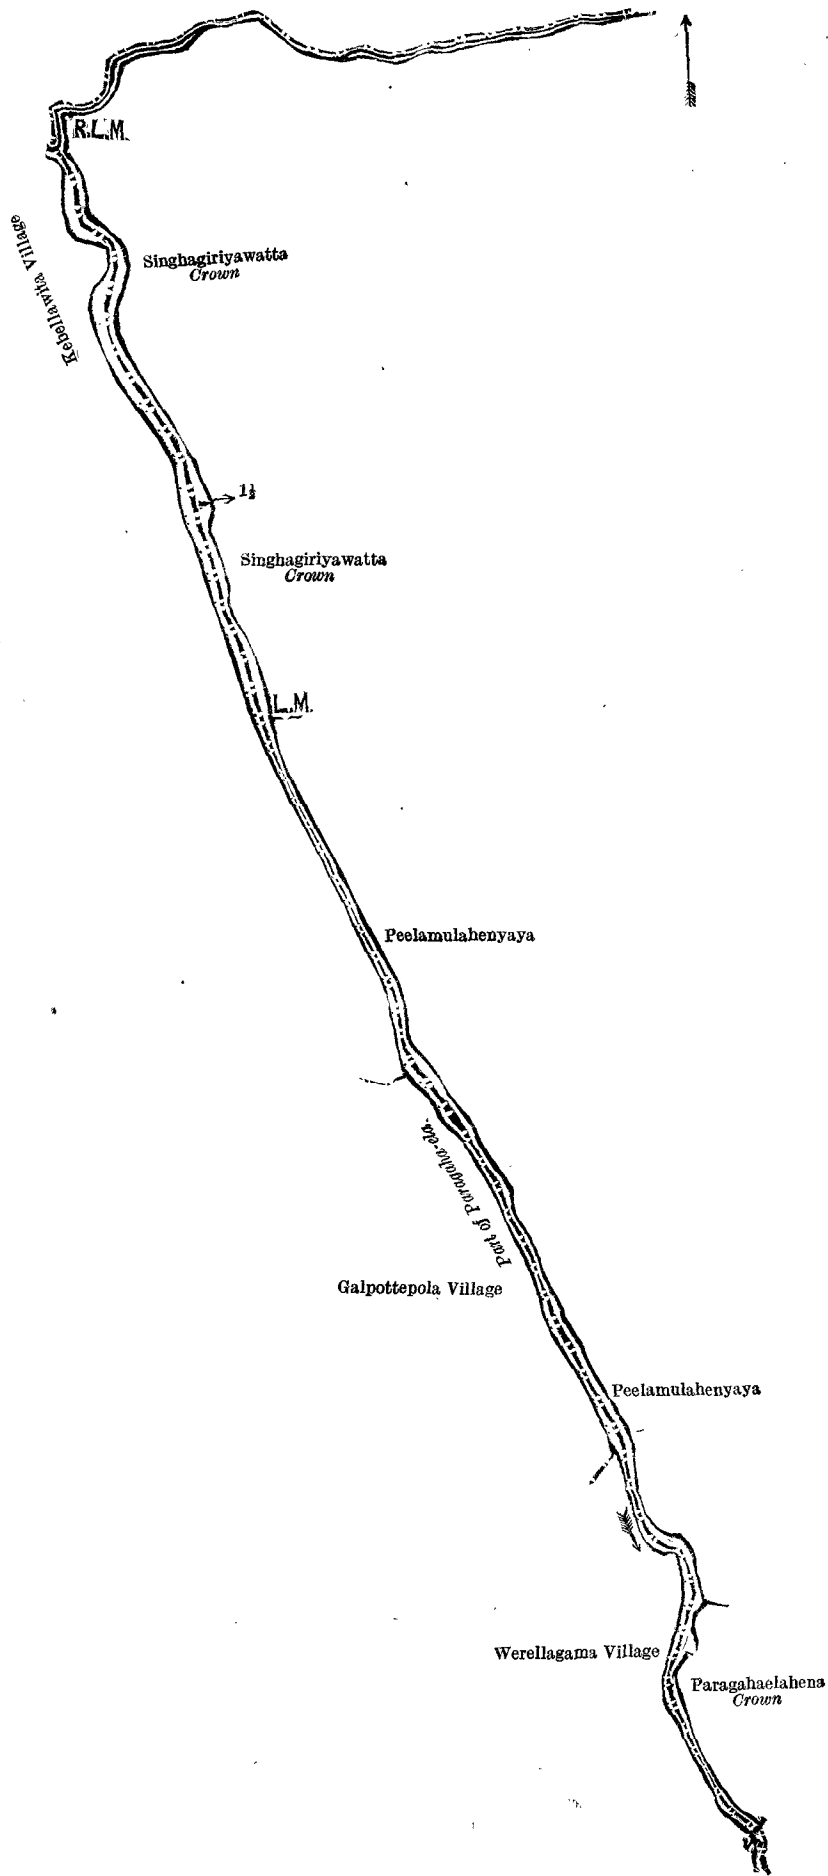 R.L.M.
Kebellawita Village
Singhagiriyawatta
Crown
1½
Singhagiriyawatta
Crown
L.M.
Peelamulahenyaya
Part of Paragaha-ela
Galpottepola Village
Peelamulahenyaya
Werellagama Village
Paragahaelahena
Crown